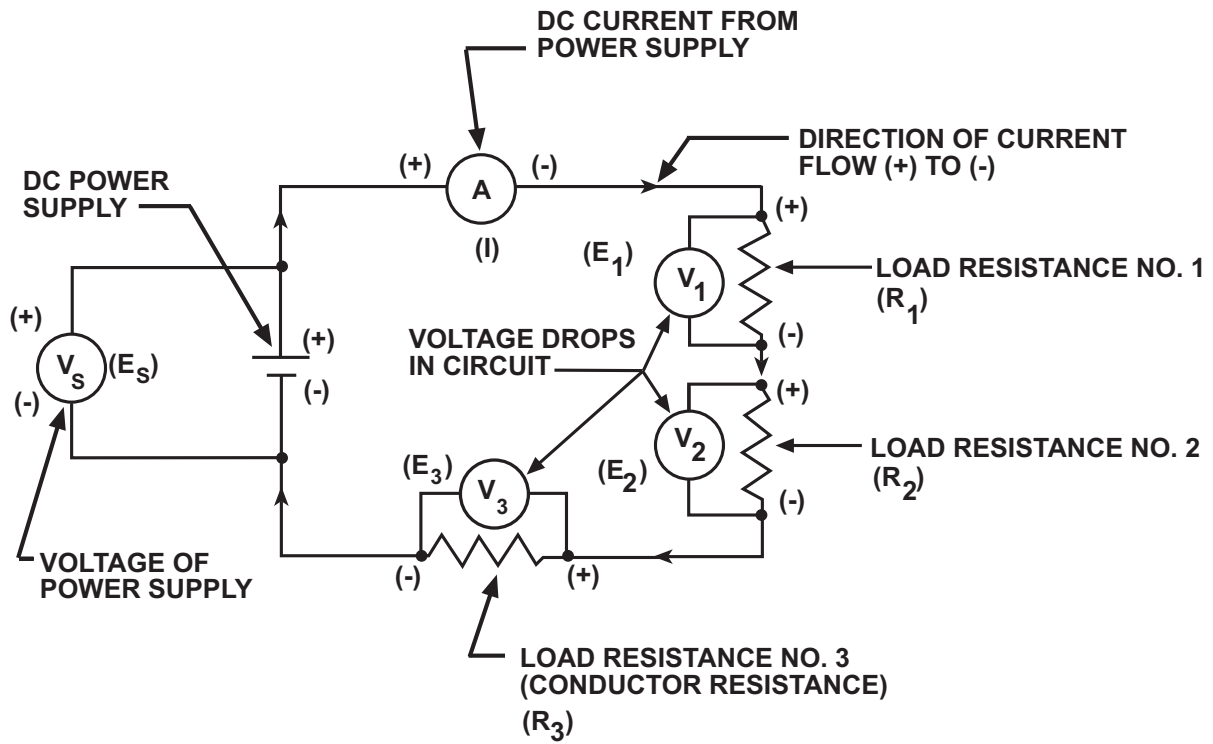 DC CURRENT FROM
POWER SUPPLY
DIRECTION OF CURRENT
FLOW (+) TO (-)
(+)
A
(-)
(I)
DC POWER
SUPPLY
(+)
(E1)
V1
(-)
LOAD RESISTANCE NO. 1
(R1)
(+)
VS
(ES)
(-)
(+)
(-)
VOLTAGE DROPS
IN CIRCUIT
(+)
V2
(E2)
(-)
LOAD RESISTANCE NO. 2
(R2)
(E3)
V3
(-)
(+)
VOLTAGE OF
POWER SUPPLY
LOAD RESISTANCE NO. 3
(CONDUCTOR RESISTANCE)
(R3)